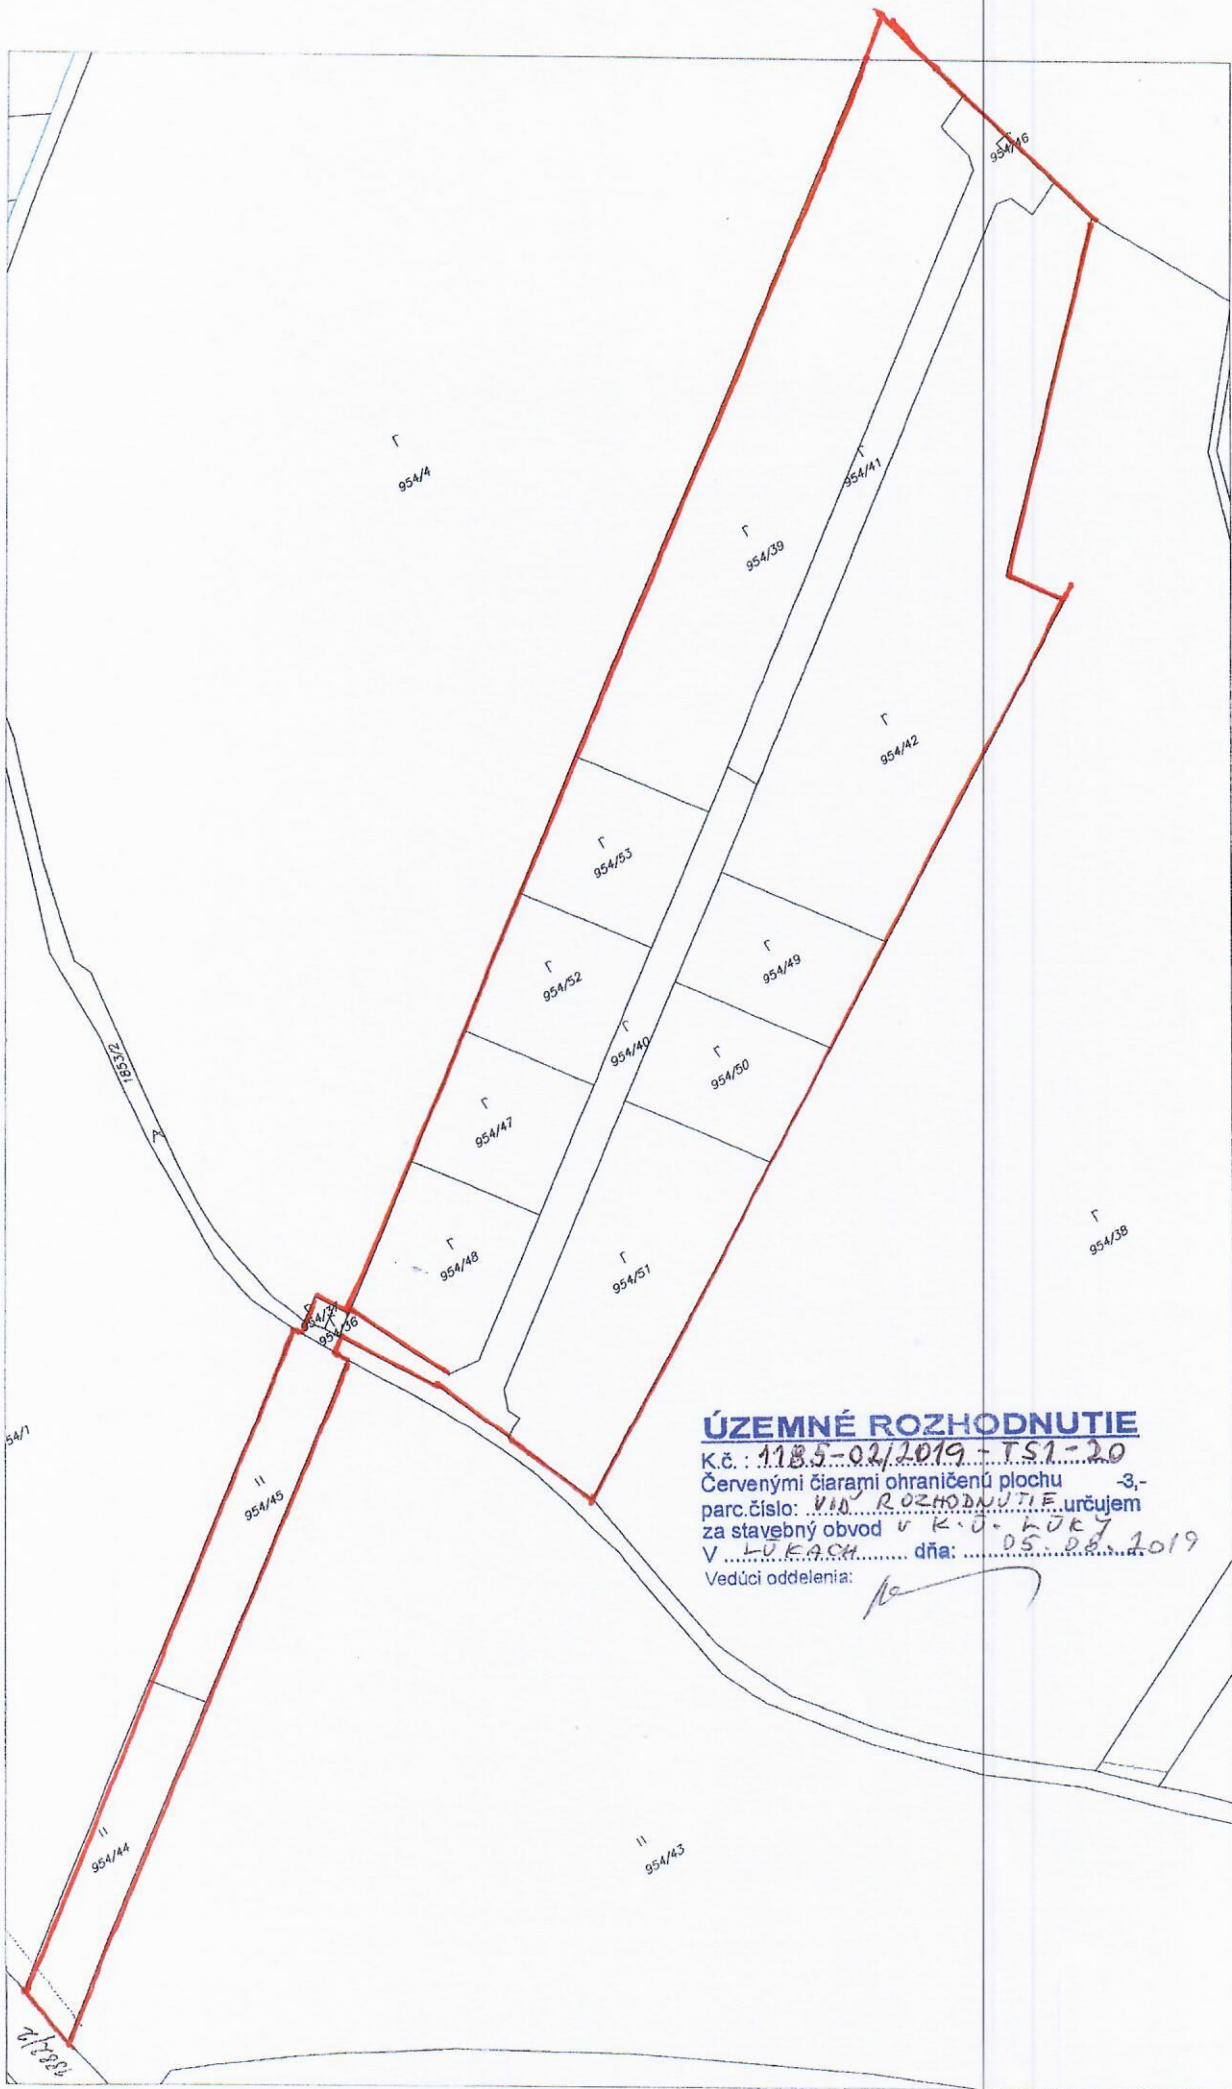 954/46
954/4
954/41
954/39
954/42
954/53
954/49
954/52
954/40
954/50
1853/2
954/47
954/38
954/48
954/51
954/36
54/1
954/45
ÚZEMNÉ ROZHODNUTIE
K.č.: 1185-02/2019-TS1-20
Červenými čiarami ohraničenú plochu -3,-
parc.číslo: VIĎ ROZHODNUTIE určujem
za stavebný obvod v K.Ú. LÚKY
V LÚKACH dňa: 05.08.2019
Vedúci oddelenia:
954/44
954/43